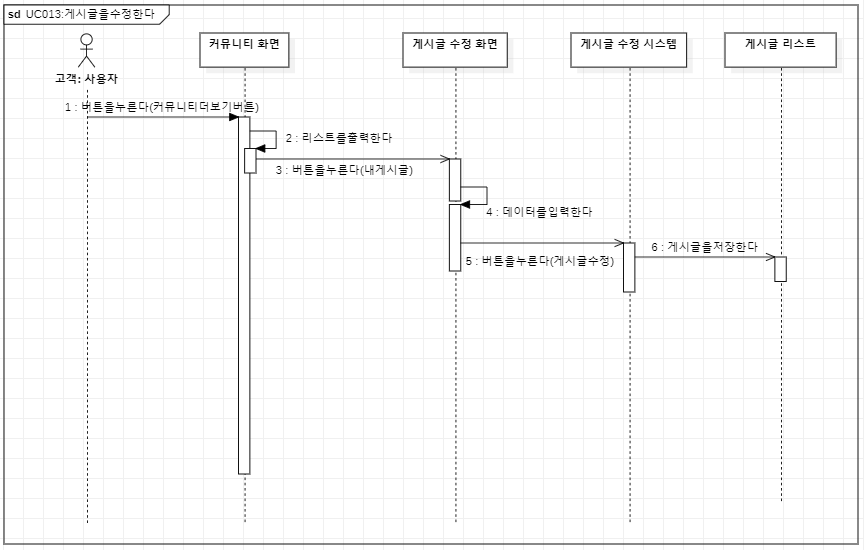 sd UC013:게시글을수정한다
커뮤니티 화면
게시글 수정 화면
게시글 수정 시스템
게시글 리스트
고객: 사용자
1 : 버튼을누른다(커뮤니티더보기버튼)
2 : 리스트를출력한다
3 : 버튼을누른다(내게시글)
4 : 데이터를입력한다
5 : 버튼을누른다(게시글수정)
6 : 게시글을저장한다